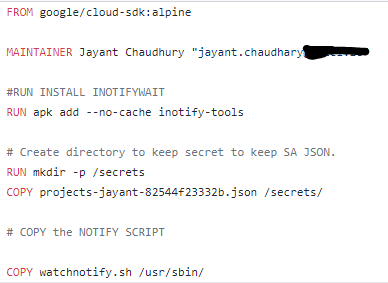 FROM google/cloud-sdk:alpine
MAINTAINER Jayant Chaudhury "jayant.chaudhary
#RUN INSTALL INOTIFYWAIT
RUN apk add --no-cache inotify-tools
# Create directory to keep secret to keep SA JSON.
RUN mkdir -p /secrets
COPY projects-jayant-82544f23332b.json /secrets/
# COPY the NOTIFY SCRIPT
COPY watchnotify.sh /usr/sbin/